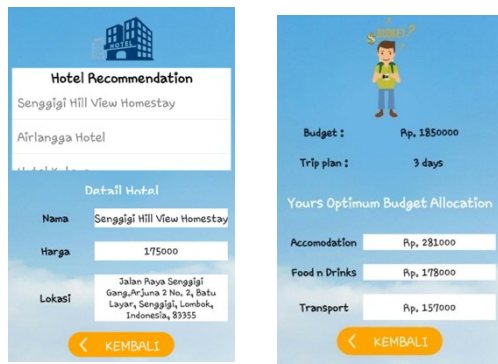 HOTEL
Hotel Recommendation
Senggigi Hill View Homestay
Airlangga Hotel
Detail Hotel
Nama Senggigi Hill View Homestay
Harga 175000
Lokasi Jalan Raya Senggigi
Gang.Arjuna 2 No. 2, Batu
Layar, Senggigi, Lombok,
Indonesia, 83355
KEMBALI
$ BUDGET?
Budget : Rp. 1850000
Trip plan : 3 days
Yours Optimum Budget Allocation
Accomodation Rp. 281000
Food n Drinks Rp. 178000
Transport Rp. 157000
KEMBALI